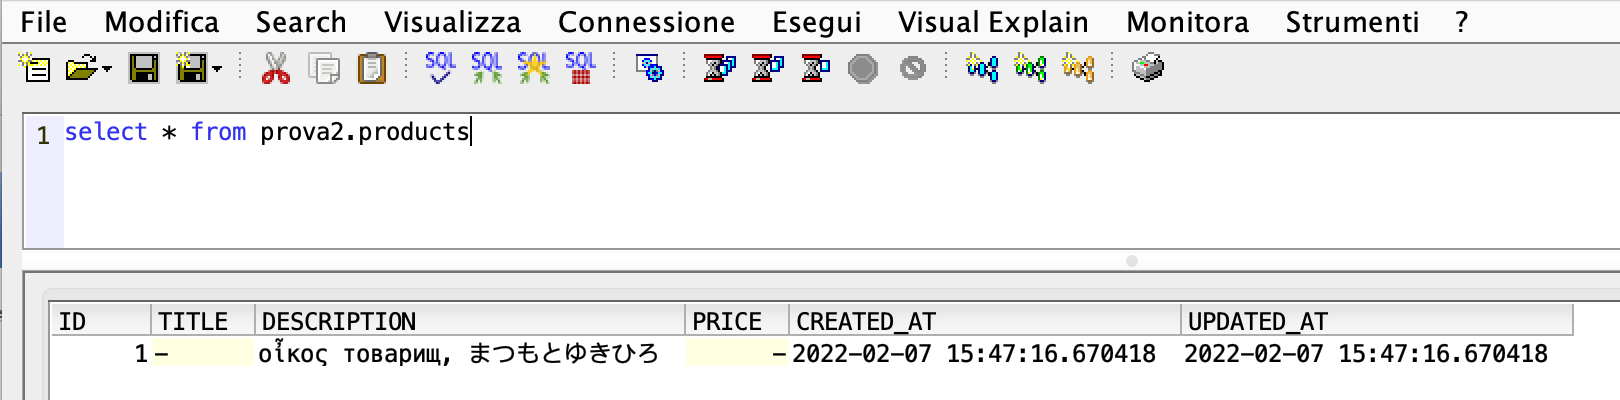 File Modifica Search Visualizza Connessione Esegui Visual Explain Monitora Strumenti ?
SQL SQL SQL SQL
1 select * from prova2.products
ID TITLE DESCRIPTION PRICE CREATED_AT UPDATED_AT
1 – οἶκος товарищ, まつもとゆきひろ – 2022-02-07 15:47:16.670418 2022-02-07 15:47:16.670418